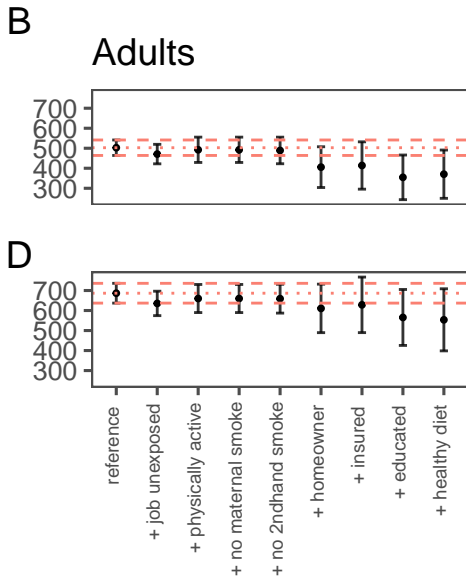 B
Adults
700
600
500
400
300
D
700
600
500
400
300
reference
+ job unexposed
+ physically active
+ no maternal smoke
+ no 2ndhand smoke
+ homeowner
+ insured
+ educated
+ healthy diet